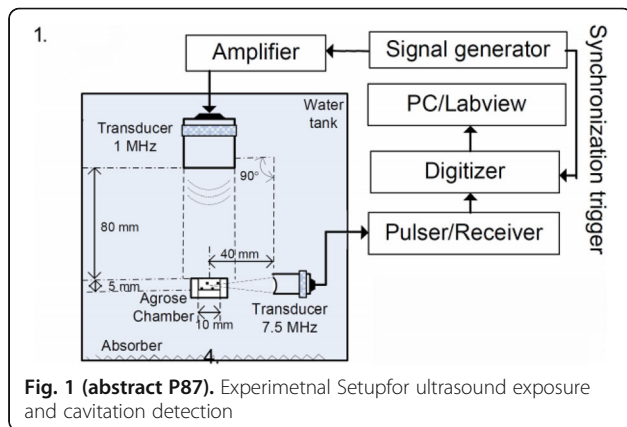 1.
Amplifier
Signal generator
Synchronization trigger
Water
tank
PC/Labview
Transducer
1 MHz
90°
Digitizer
80 mm
Pulser/Receiver
40 mm
5 mm
Agrose
Chamber
10 mm
Transducer
7.5 MHz
Absorber
4.
Fig. 1 (abstract P87). Experimetnal Setupfor ultrasound exposure
and cavitation detection